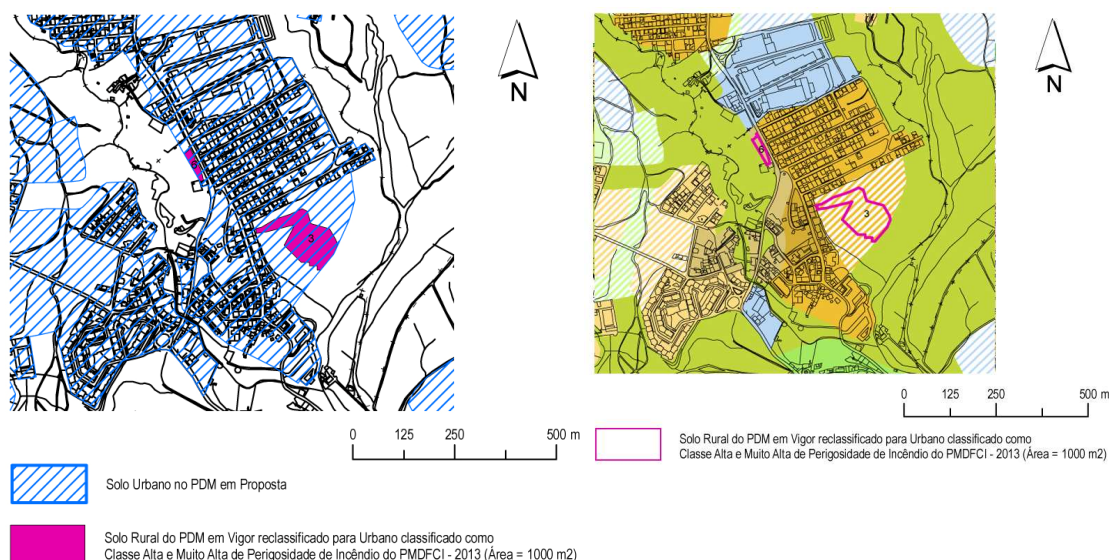 N
6
3
0 125 250 500 m
Solo Urbano no PDM em Proposta
Solo Rural do PDM em Vigor reclassificado para Urbano classificado como
Classe Alta e Muito Alta de Perigosidade de Incêndio do PMDFCI - 2013 (Área = 1000 m2)
N
6
3
0 125 250 500 m
Solo Rural do PDM em Vigor reclassificado para Urbano classificado como
Classe Alta e Muito Alta de Perigosidade de Incêndio do PMDFCI - 2013 (Área = 1000 m2)